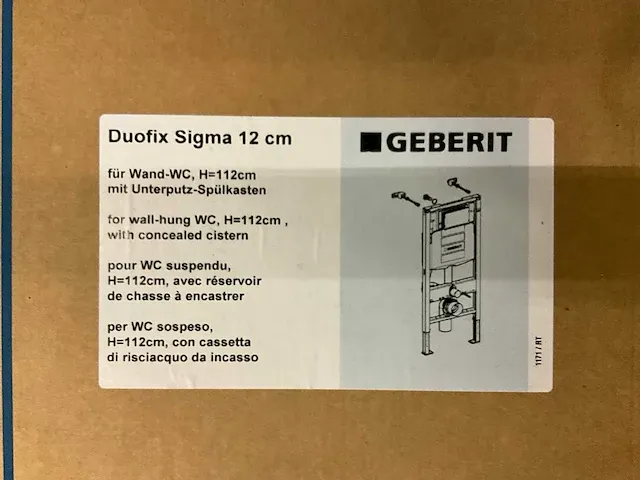 Duofix Sigma 12 cm
GEBERIT
für Wand-WC, H=112cm
mit Unterputz-Spülkasten
for wall-hung WC, H=112cm ,
with concealed cistern
pour WC suspendu,
H=112cm, avec réservoir
de chasse à encastrer
per WC sospeso,
H=112cm, con cassetta
di risciacquo da incasso
1171 / RT